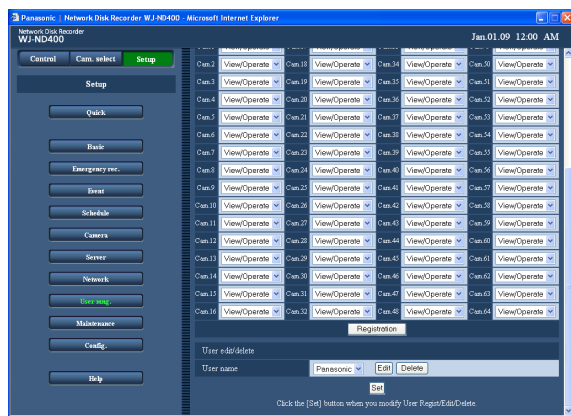 Panasonic | Network Disk Recorder WJ-ND400 - Microsoft Internet Explorer
Network Disk Recorder
WJ-ND400
Jan.01.09 12:00 AM
Control Cam. select Setup
Setup
Quick
Basic
Emergency rec.
Event
Schedule
Camera
Server
Network
User mng.
Maintenance
Config.
Help
Cam.2 View/Operate Cam.18 View/Operate Cam.34 View/Operate Cam.50 View/Operate
Cam.3 View/Operate Cam.19 View/Operate Cam.35 View/Operate Cam.51 View/Operate
Cam.4 View/Operate Cam.20 View/Operate Cam.36 View/Operate Cam.52 View/Operate
Cam.5 View/Operate Cam.21 View/Operate Cam.37 View/Operate Cam.53 View/Operate
Cam.6 View/Operate Cam.22 View/Operate Cam.38 View/Operate Cam.54 View/Operate
Cam.7 View/Operate Cam.23 View/Operate Cam.39 View/Operate Cam.55 View/Operate
Cam.8 View/Operate Cam.24 View/Operate Cam.40 View/Operate Cam.56 View/Operate
Cam.9 View/Operate Cam.25 View/Operate Cam.41 View/Operate Cam.57 View/Operate
Cam.10 View/Operate Cam.26 View/Operate Cam.42 View/Operate Cam.58 View/Operate
Cam.11 View/Operate Cam.27 View/Operate Cam.43 View/Operate Cam.59 View/Operate
Cam.12 View/Operate Cam.28 View/Operate Cam.44 View/Operate Cam.60 View/Operate
Cam.13 View/Operate Cam.29 View/Operate Cam.45 View/Operate Cam.61 View/Operate
Cam.14 View/Operate Cam.30 View/Operate Cam.46 View/Operate Cam.62 View/Operate
Cam.15 View/Operate Cam.31 View/Operate Cam.47 View/Operate Cam.63 View/Operate
Cam.16 View/Operate Cam.32 View/Operate Cam.48 View/Operate Cam.64 View/Operate
Registration
User edit/delete
User name Panasonic Edit Delete
Set
Click the [Set] button when you modify User Regist/Edit/Delete.